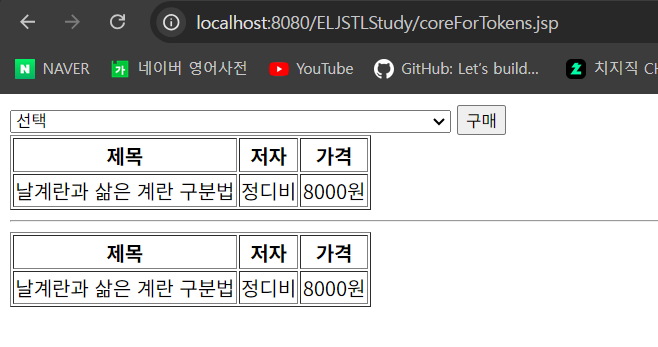 localhost:8080/ELJSTLStudy/coreForTokens.jsp
NAVER 네이버 영어사전 YouTube GitHub: Let's build... 치지직 CH
선택 구매
제목 저자 가격
날계란과 삶은 계란 구분법 정디비 8000원
제목 저자 가격
날계란과 삶은 계란 구분법 정디비 8000원